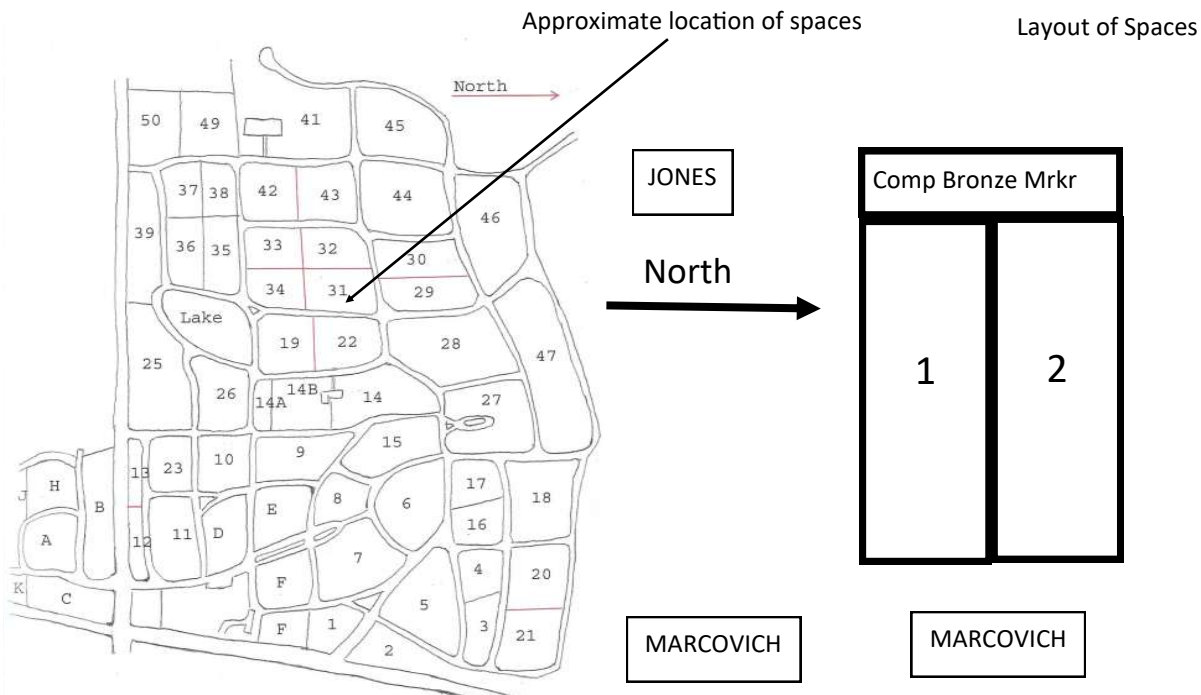 Approximate location of spaces
Layout of Spaces
North
50
49
41
45
JONES
Comp Bronze Mrkr
37
38
42
43
44
46
39
36
35
33
32
30
North
34
31
29
Lake
19
22
28
47
25
1
2
26
14A
14B
14
27
13
23
10
9
15
J
H
B
E
8
6
17
18
A
12
11
D
16
7
K
C
F
4
20
5
F
1
3
21
2
MARCOVICH
MARCOVICH